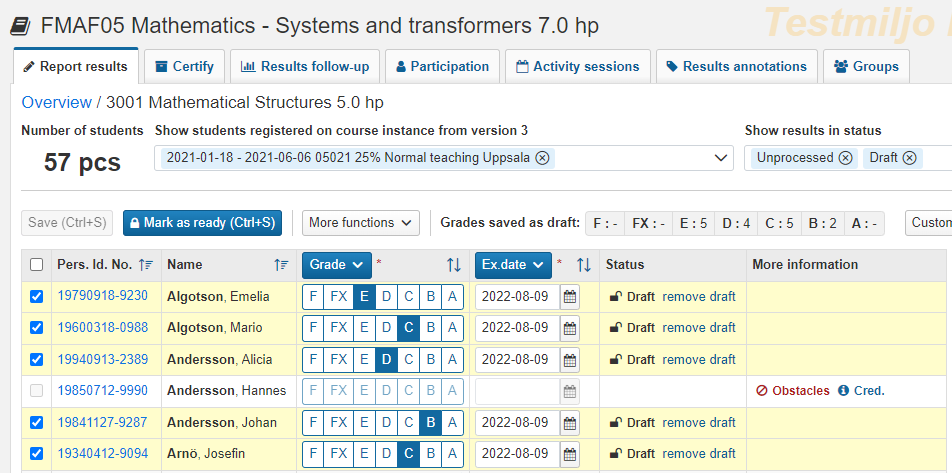 Testmiljo
FMAF05 Mathematics - Systems and transformers 7.0 hp
Report results Certify Results follow-up Participation Activity sessions Results annotations Groups
Overview / 3001 Mathematical Structures 5.0 hp
Number of students Show students registered on course instance from version 3 Show results in status
57 pcs 2021-01-18 - 2021-06-06 05021 25% Normal teaching Uppsala Unprocessed Draft
Save (Ctrl+S) Mark as ready (Ctrl+S) More functions Grades saved as draft: F : - FX : - E : 5 D : 4 C : 5 B : 2 A : - Custom
Pers. Id. No. Name Grade * Ex.date * Status More information
19790918-9230 Algotson, Emelia F FX E D C B A 2022-08-09 Draft remove draft
19600318-0988 Algotson, Mario F FX E D C B A 2022-08-09 Draft remove draft
19940913-2389 Andersson, Alicia F FX E D C B A 2022-08-09 Draft remove draft
19850712-9990 Andersson, Hannes F FX E D C B A Obstacles Cred.
19841127-9287 Andersson, Johan F FX E D C B A 2022-08-09 Draft remove draft
19340412-9094 Arnö, Josefin F FX E D C B A 2022-08-09 Draft remove draft